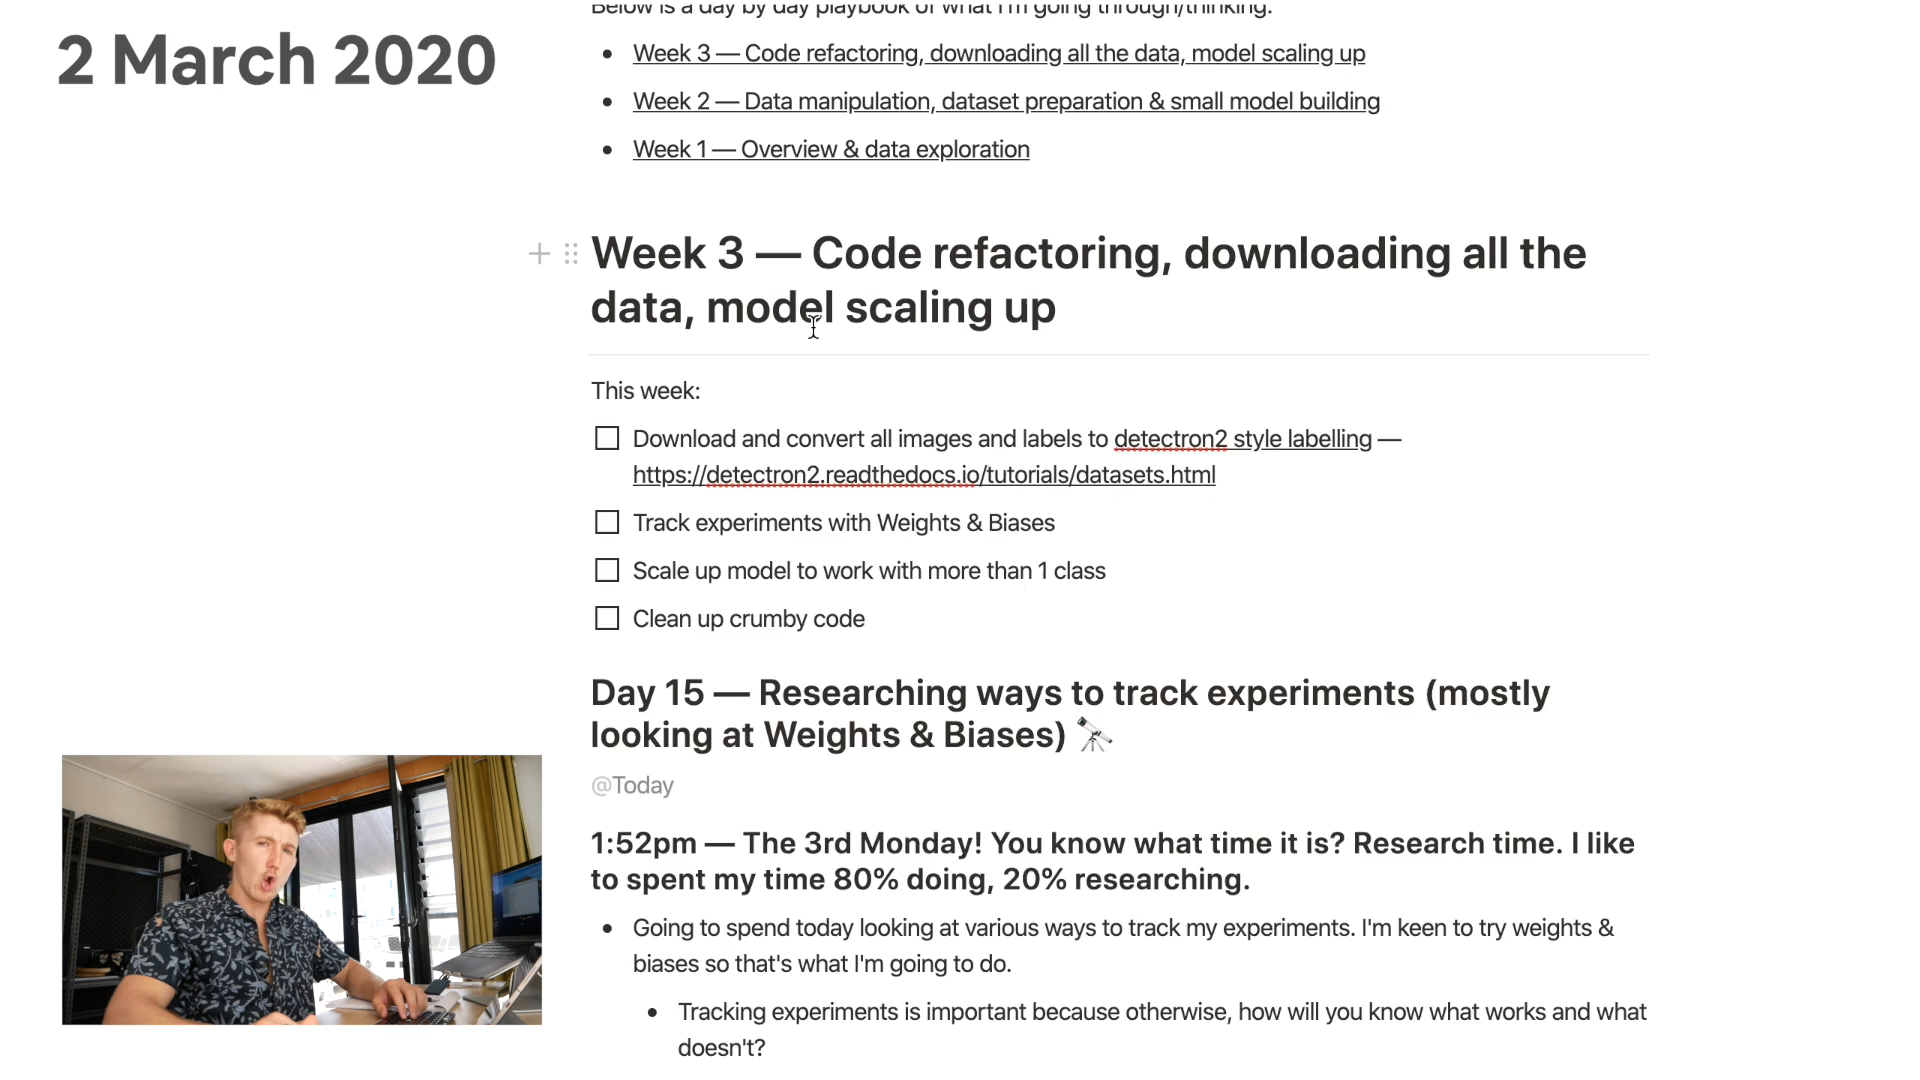 Below is a day by day playbook of what I'm going through/thinking.
2 March 2020
• Week 3 — Code refactoring, downloading all the data, model scaling up
• Week 2 — Data manipulation, dataset preparation & small model building
• Week 1 — Overview & data exploration
Week 3 — Code refactoring, downloading all the
data, model scaling up
This week:
Download and convert all images and labels to detectron2 style labelling —
https://detectron2.readthedocs.io/tutorials/datasets.html
Track experiments with Weights & Biases
Scale up model to work with more than 1 class
Clean up crumby code
Day 15 — Researching ways to track experiments (mostly
looking at Weights & Biases) 🔭
@Today
1:52pm — The 3rd Monday! You know what time it is? Research time. I like
to spent my time 80% doing, 20% researching.
• Going to spend today looking at various ways to track my experiments. I'm keen to try weights &
biases so that's what I'm going to do.
• Tracking experiments is important because otherwise, how will you know what works and what
doesn't?